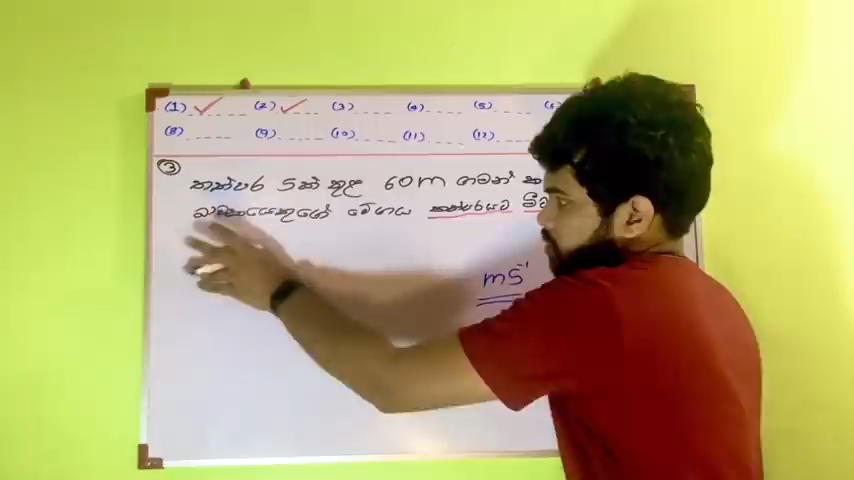 (1) (2) (3) (4) (5)
(8) (9) (10) (11) (12)
③ තත්පර 5ක් තුළ 60m ගමන් ක
ධාවකයෙකුගේ වේගය තත්පරයට මීට
ms⁻¹